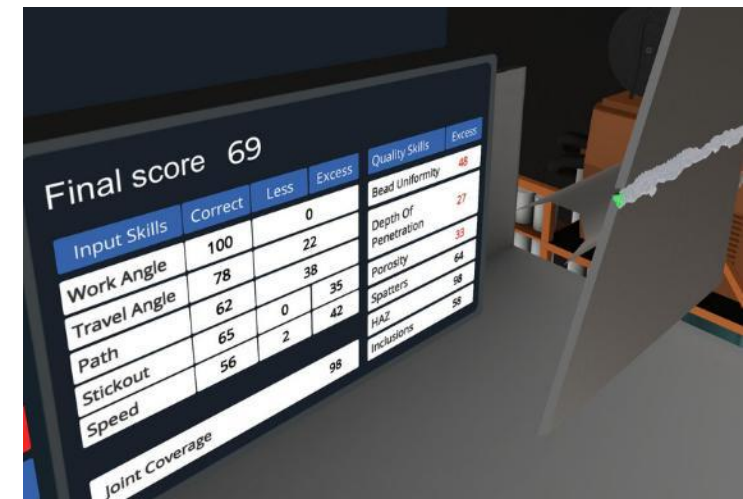 Final score 69
Input Skills Correct Less Excess
Work Angle 100 0
Travel Angle 78 22
Path 62 38
Stickout 65 0 35
Speed 56 2 42
Joint Coverage 98
Quality Skills Excess
Bead Uniformity 48
Depth Of Penetration 27
Porosity 33
Spatters 64
HAZ 98
Inclusions 58